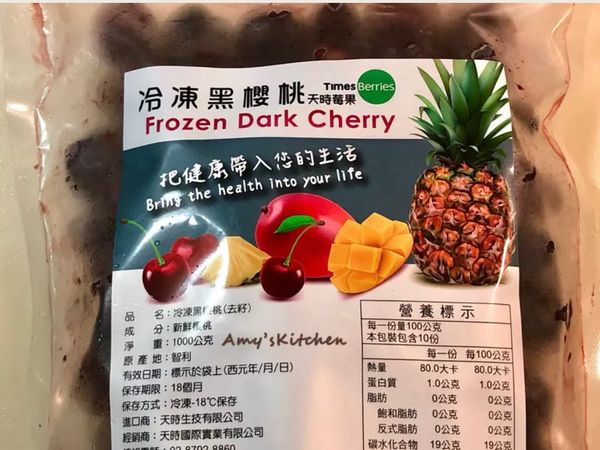 冷凍黑櫻桃
TimesBerries
天時莓果
Frozen Dark Cherry
把健康帶入您的生活
Bring the health into your life
品　名：冷凍黑櫻桃(去籽)
成　分：新鮮櫻桃
淨　重：1000公克
原 產 地：智利
有效日期：標示於袋上(西元年/月/日)
保存期限：18個月
保存方式：冷凍-18℃保存
進口商：天時生技有限公司
經銷商：天時國際實業有限公司
02-8792-8860
Amy'sKitchen
營養標示
每一份量100公克
本包裝包含10份
每一份 每100公克
熱量 80.0大卡 80.0大卡
蛋白質 1.0公克 1.0公克
脂肪 0公克 0公克
飽和脂肪 0公克 0公克
反式脂肪 0公克 0公克
碳水化合物 19公克 19公克